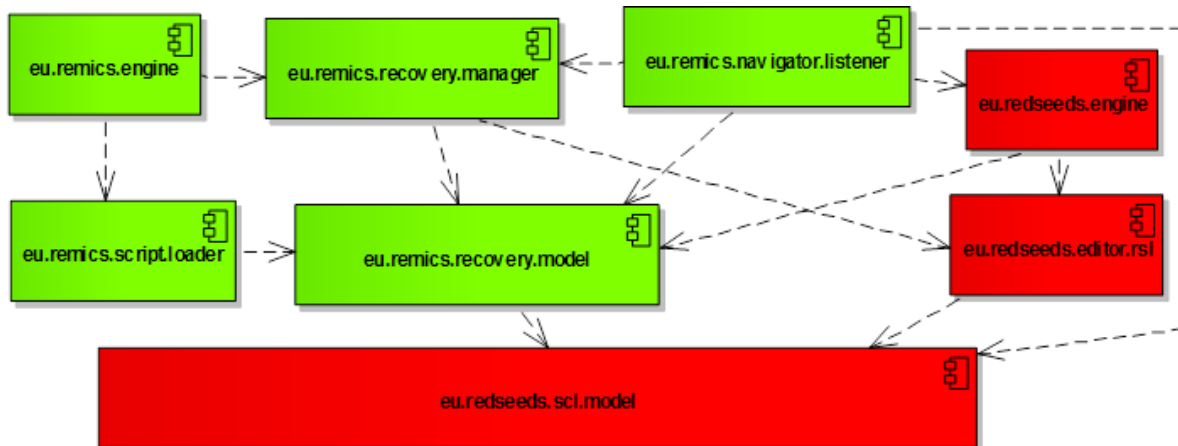 eu.remics.engine
eu.remics.recovery.manager
eu.remics.navigator.listener
eu.redseeds.engine
eu.remics.script.loader
eu.remics.recovery.model
eu.redseeds.editor.rsl
eu.redseeds.scl.model